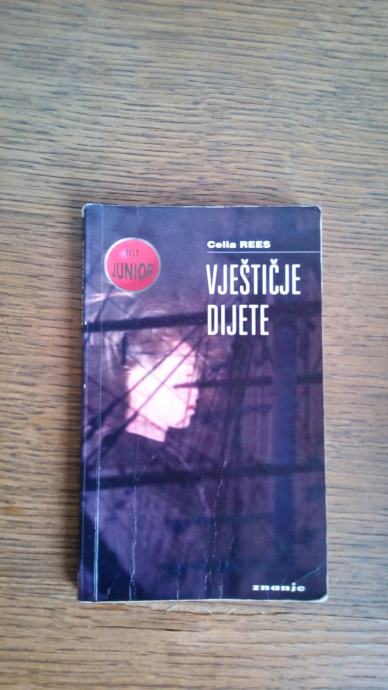 hit
JUNIOR
Celia REES
VJEŠTIČJE
DIJETE
znanje